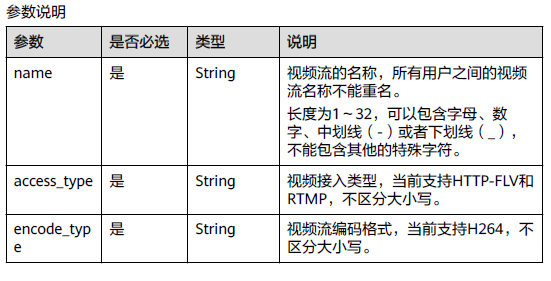 参数说明
参数 是否必选 类型 说明
name 是 String 视频流的名称，所有用户之间的视频
流名称不能重名。
长度为1～32，可以包含字母、数
字、中划线（-）或者下划线（_），
不能包含其他的特殊字符。
access_type 是 String 视频接入类型，当前支持HTTP-FLV和
RTMP，不区分大小写。
encode_typ 是 String 视频流编码格式，当前支持H264，不
e 区分大小写。